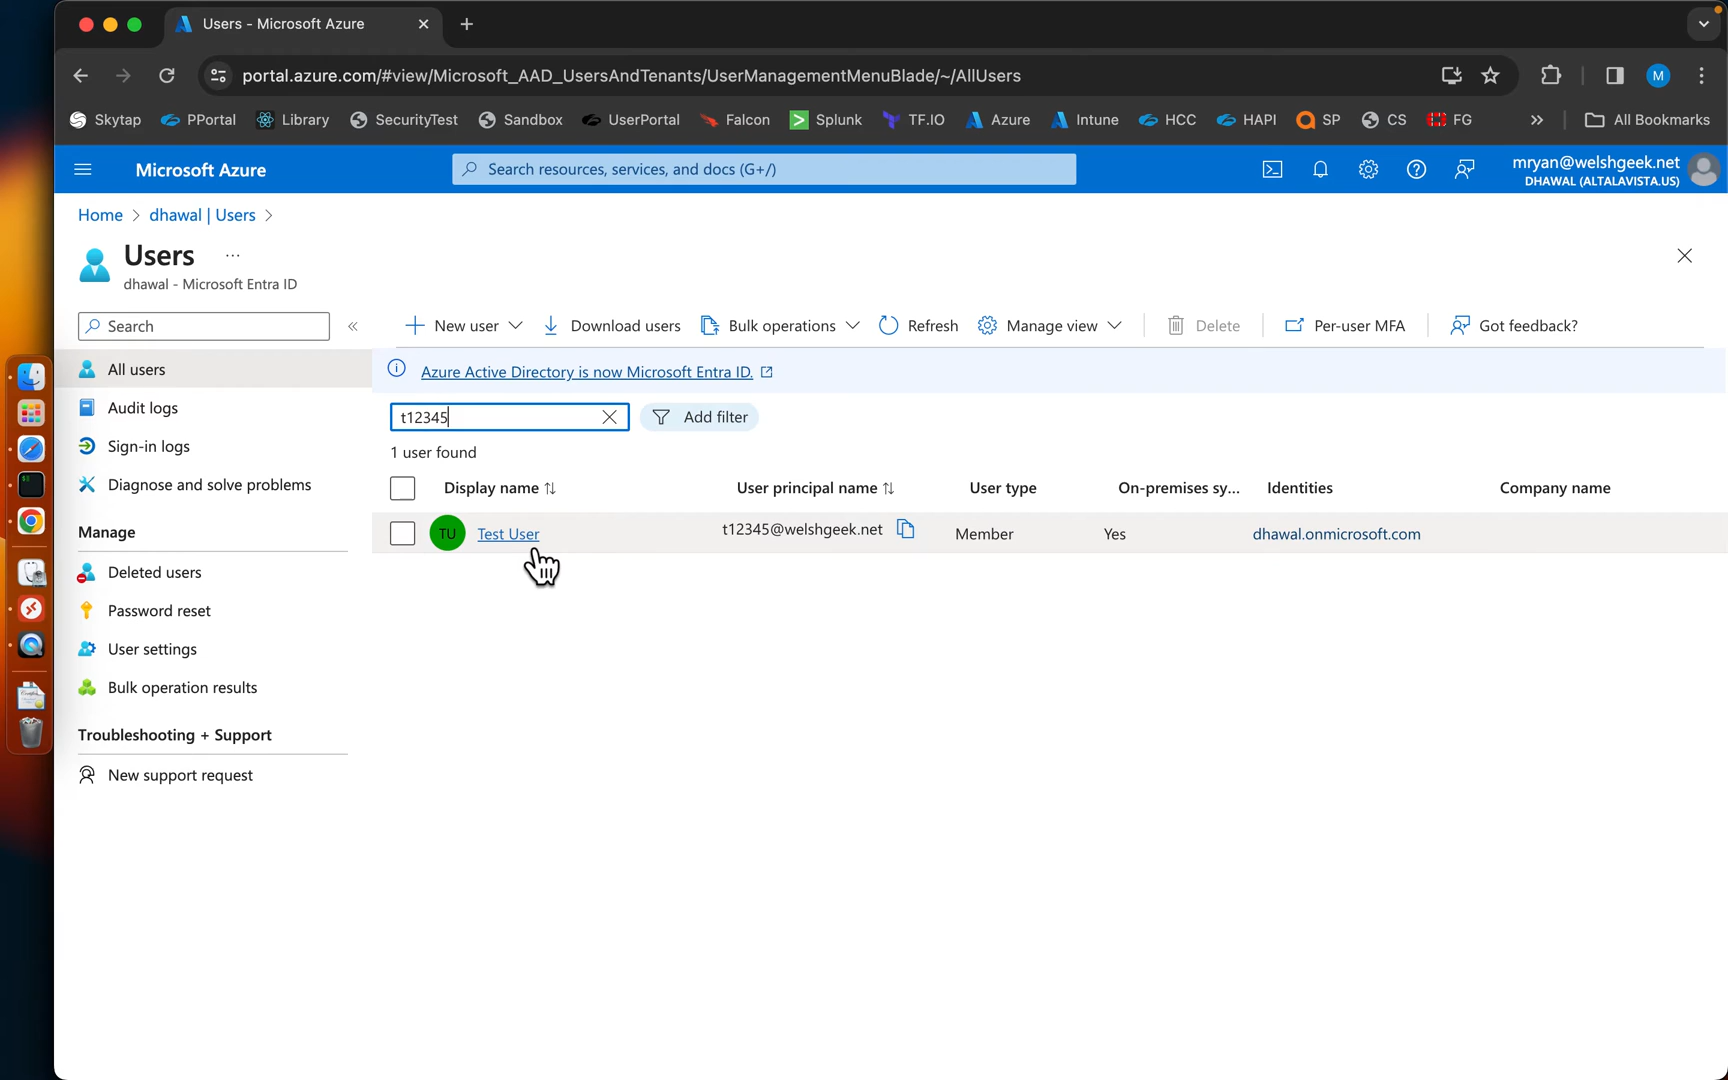 Users - Microsoft Azure
portal.azure.com/#view/Microsoft_AAD_UsersAndTenants/UserManagementMenuBlade/~/AllUsers
M
Skytap PPortal Library SecurityTest Sandbox UserPortal Falcon Splunk TF.IO Azure Intune HCC HAPI SP CS FG » All Bookmarks
Microsoft Azure
Search resources, services, and docs (G+/)
mryan@welshgeek.net
DHAWAL (ALTALAVISTA.US)
Home > dhawal | Users >
Users ...
dhawal - Microsoft Entra ID
Search «
New user Download users Bulk operations Refresh Manage view Delete Per-user MFA Got feedback?
All users
Audit logs
Sign-in logs
Diagnose and solve problems
Manage
Deleted users
Password reset
User settings
Bulk operation results
Troubleshooting + Support
New support request
Azure Active Directory is now Microsoft Entra ID.
t12345 Add filter
1 user found
Display name User principal name User type On-premises sy... Identities Company name
TU Test User t12345@welshgeek.net Member Yes dhawal.onmicrosoft.com